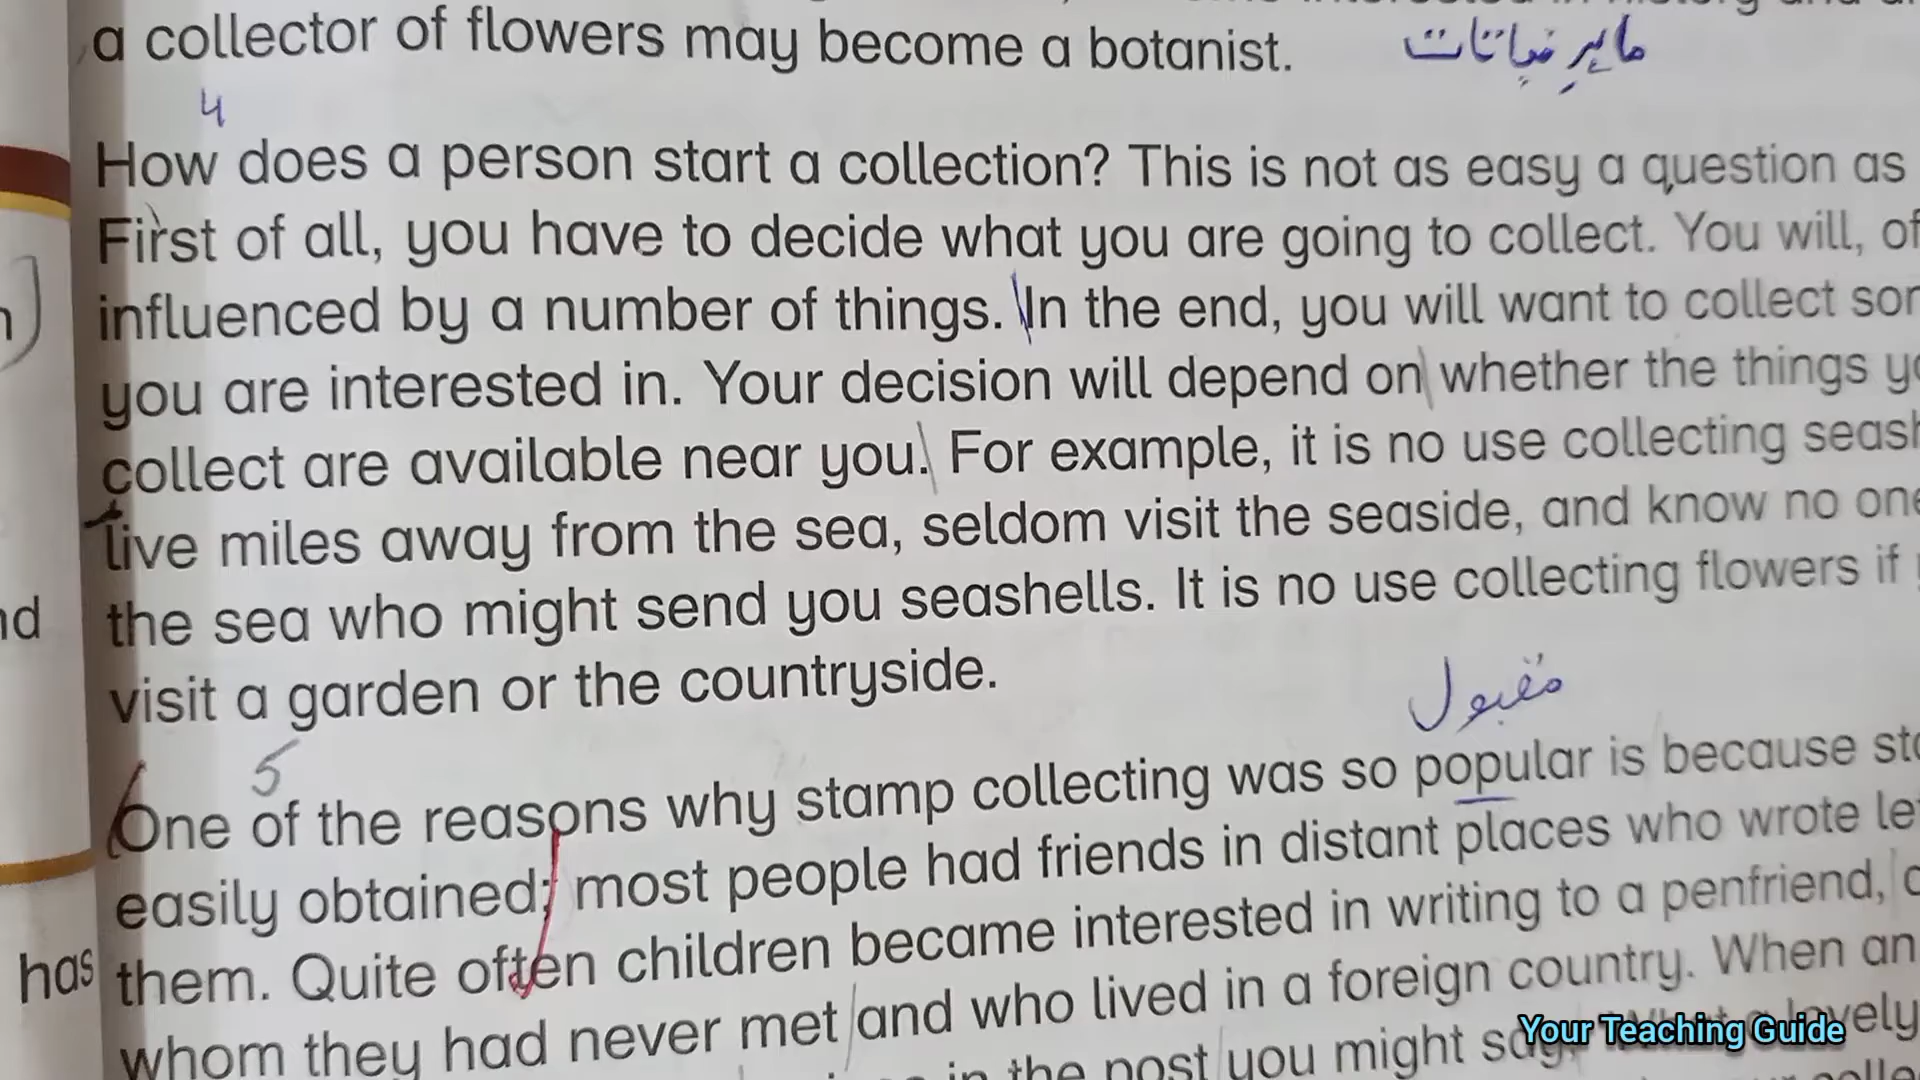 a collector of flowers may become a botanist.
ماہرِ نباتات
4
How does a person start a collection? This is not as easy a question as
First of all, you have to decide what you are going to collect. You will,
influenced by a number of things. In the end, you will want to collect
you are interested in. Your decision will depend on whether the things
collect are available near you. For example, it is no use collecting
live miles away from the sea, seldom visit the seaside, and know no one
nd
the sea who might send you seashells. It is no use collecting flowers if
visit a garden or the countryside.
مقبول
5
One of the reasons why stamp collecting was so popular is because
easily obtained; most people had friends in distant places who wrote
has
them. Quite often children became interested in writing to a penfriend,
whom they had never met and who lived in a foreign country. When an
in the post you might say,
Your Teaching Guide